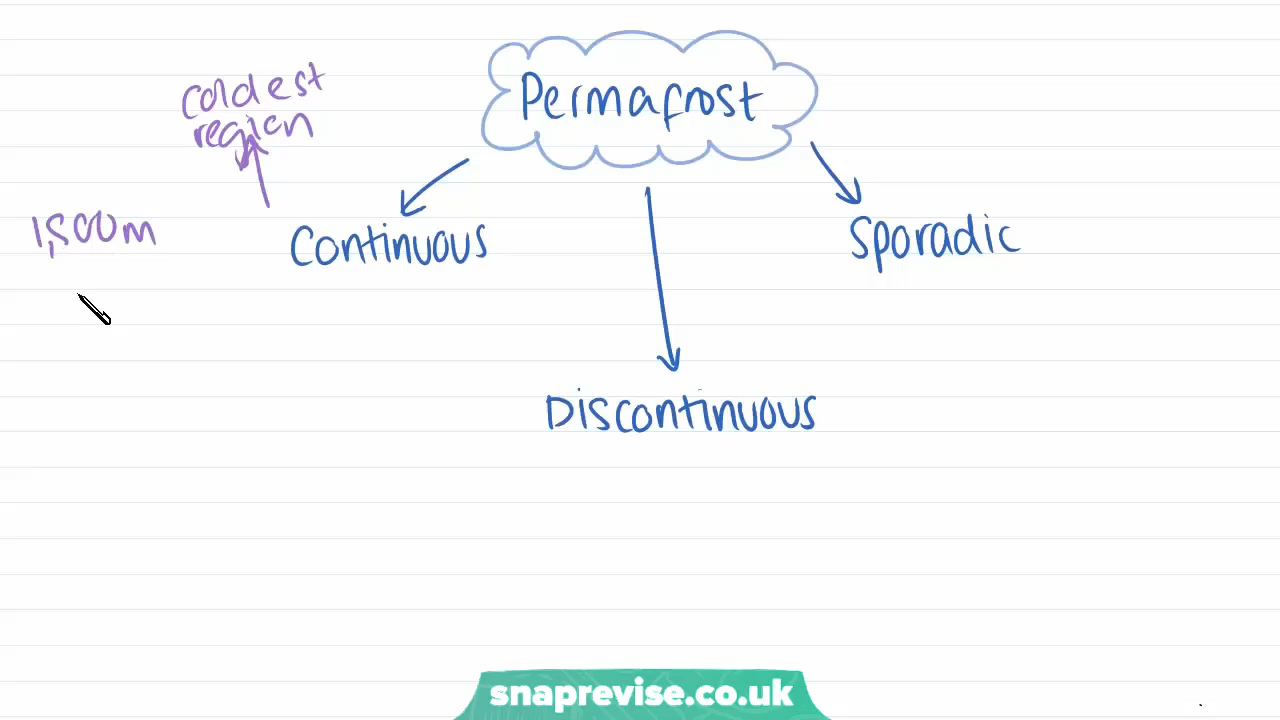 Permafrost
coldest
region
1,500m
Continuous
Sporadic
Discontinuous
snaprevise.co.uk